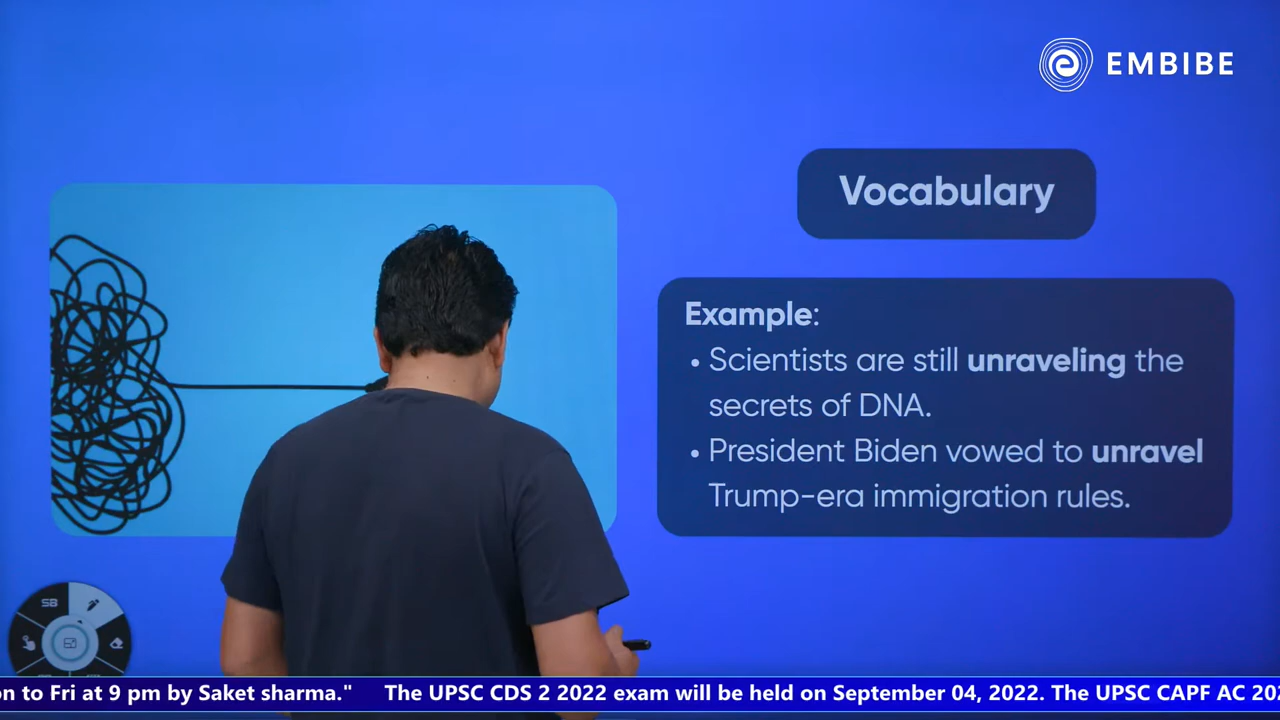 EMBIBE
Vocabulary
Example:
• Scientists are still unraveling the
secrets of DNA.
• President Biden vowed to unravel
Trump-era immigration rules.
SB
on to Fri at 9 pm by Saket sharma." The UPSC CDS 2 2022 exam will be held on September 04, 2022. The UPSC CAPF AC 202